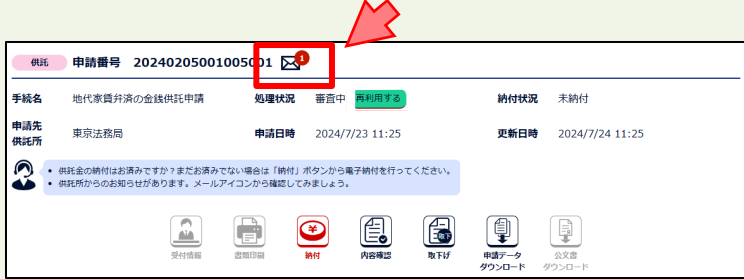 供託 申請番号 20240205001005001 1
手続名 地代家賃弁済の金銭供託申請 処理状況 審査中 再利用する 納付状況 未納付
申請先
供託所 東京法務局 申請日時 2024/7/23 11:25 更新日時 2024/7/24 11:25
• 供託金の納付はお済みですか？まだお済みでない場合は「納付」ボタンから電子納付を行ってください。
• 供託所からのお知らせがあります。メールアイコンから確認してみましょう。
取下
受付情報 書類印刷 納付 内容確認 取下げ 申請データ
ダウンロード 公文書
ダウンロード